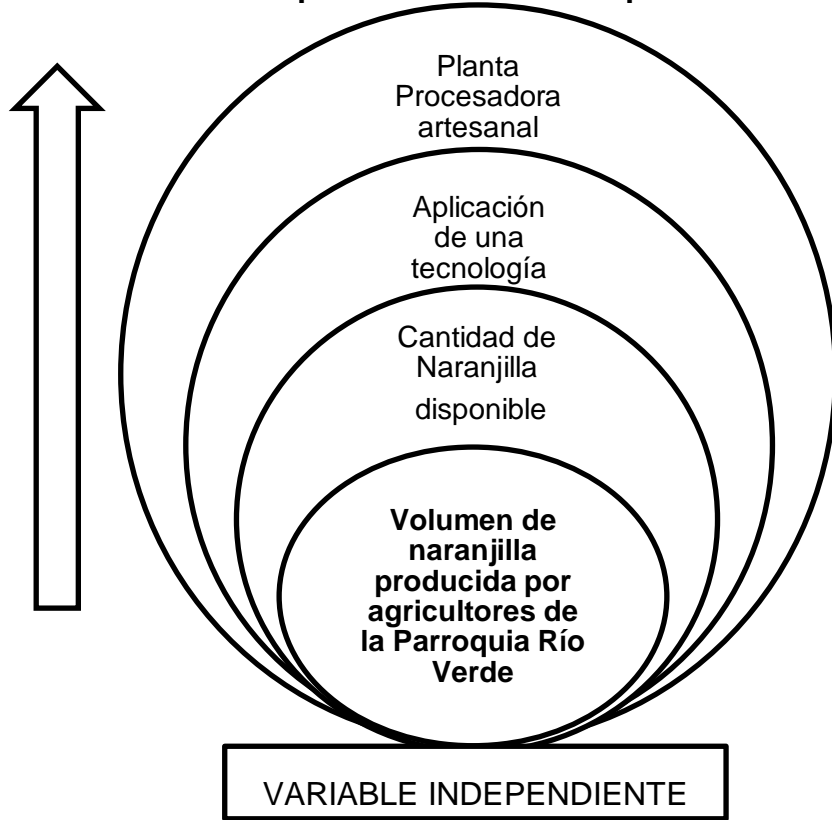 Planta
Procesadora
artesanal
Aplicación
de una
tecnología
Cantidad de
Naranjilla
disponible
Volumen de
naranjilla
producida por
agricultores de
la Parroquia Río
Verde
VARIABLE INDEPENDIENTE